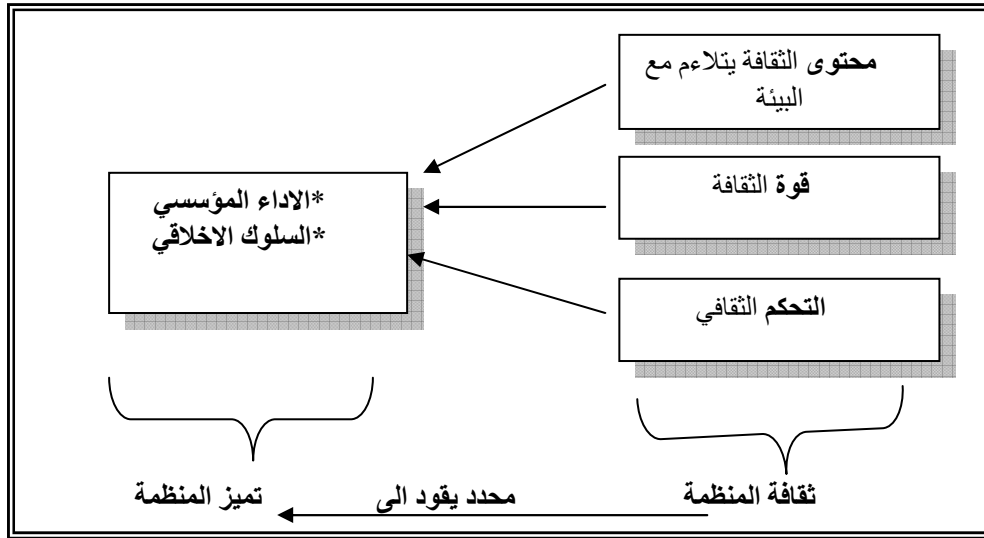 محتوى الثقافة يتلاءم مع
البيئة
قوة الثقافة
التحكم الثقافي
*الاداء المؤسسي
*السلوك الاخلاقي
ثقافة المنظمة
محدد يقود الى
تميز المنظمة